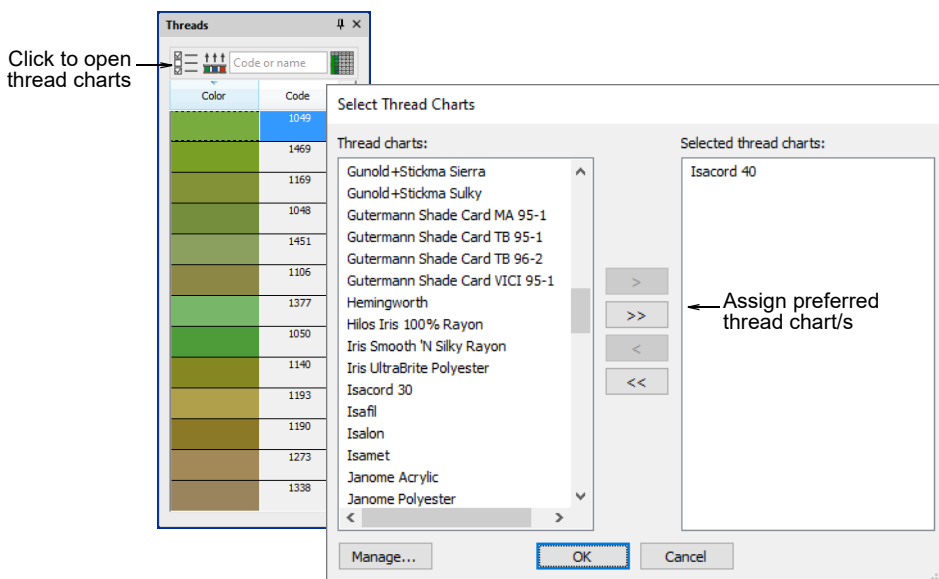 Threads
Click to open
thread charts
Code or name
Color Code
1049
1469
1169
1048
1451
1106
1377
1050
1140
1193
1190
1273
1338
Select Thread Charts
Thread charts:
Gunold+Stickma Sierra
Gunold+Stickma Sulky
Gutermann Shade Card MA 95-1
Gutermann Shade Card TB 95-1
Gutermann Shade Card TB 96-2
Gutermann Shade Card VICI 95-1
Hemingworth
Hilos Iris 100% Rayon
Iris Smooth 'N Silky Rayon
Iris UltraBrite Polyester
Isacord 30
Isafil
Isalon
Isamet
Janome Acrylic
Janome Polyester
>
>>
<
<<
Selected thread charts:
Isacord 40
Assign preferred
thread chart/s
Manage... OK Cancel